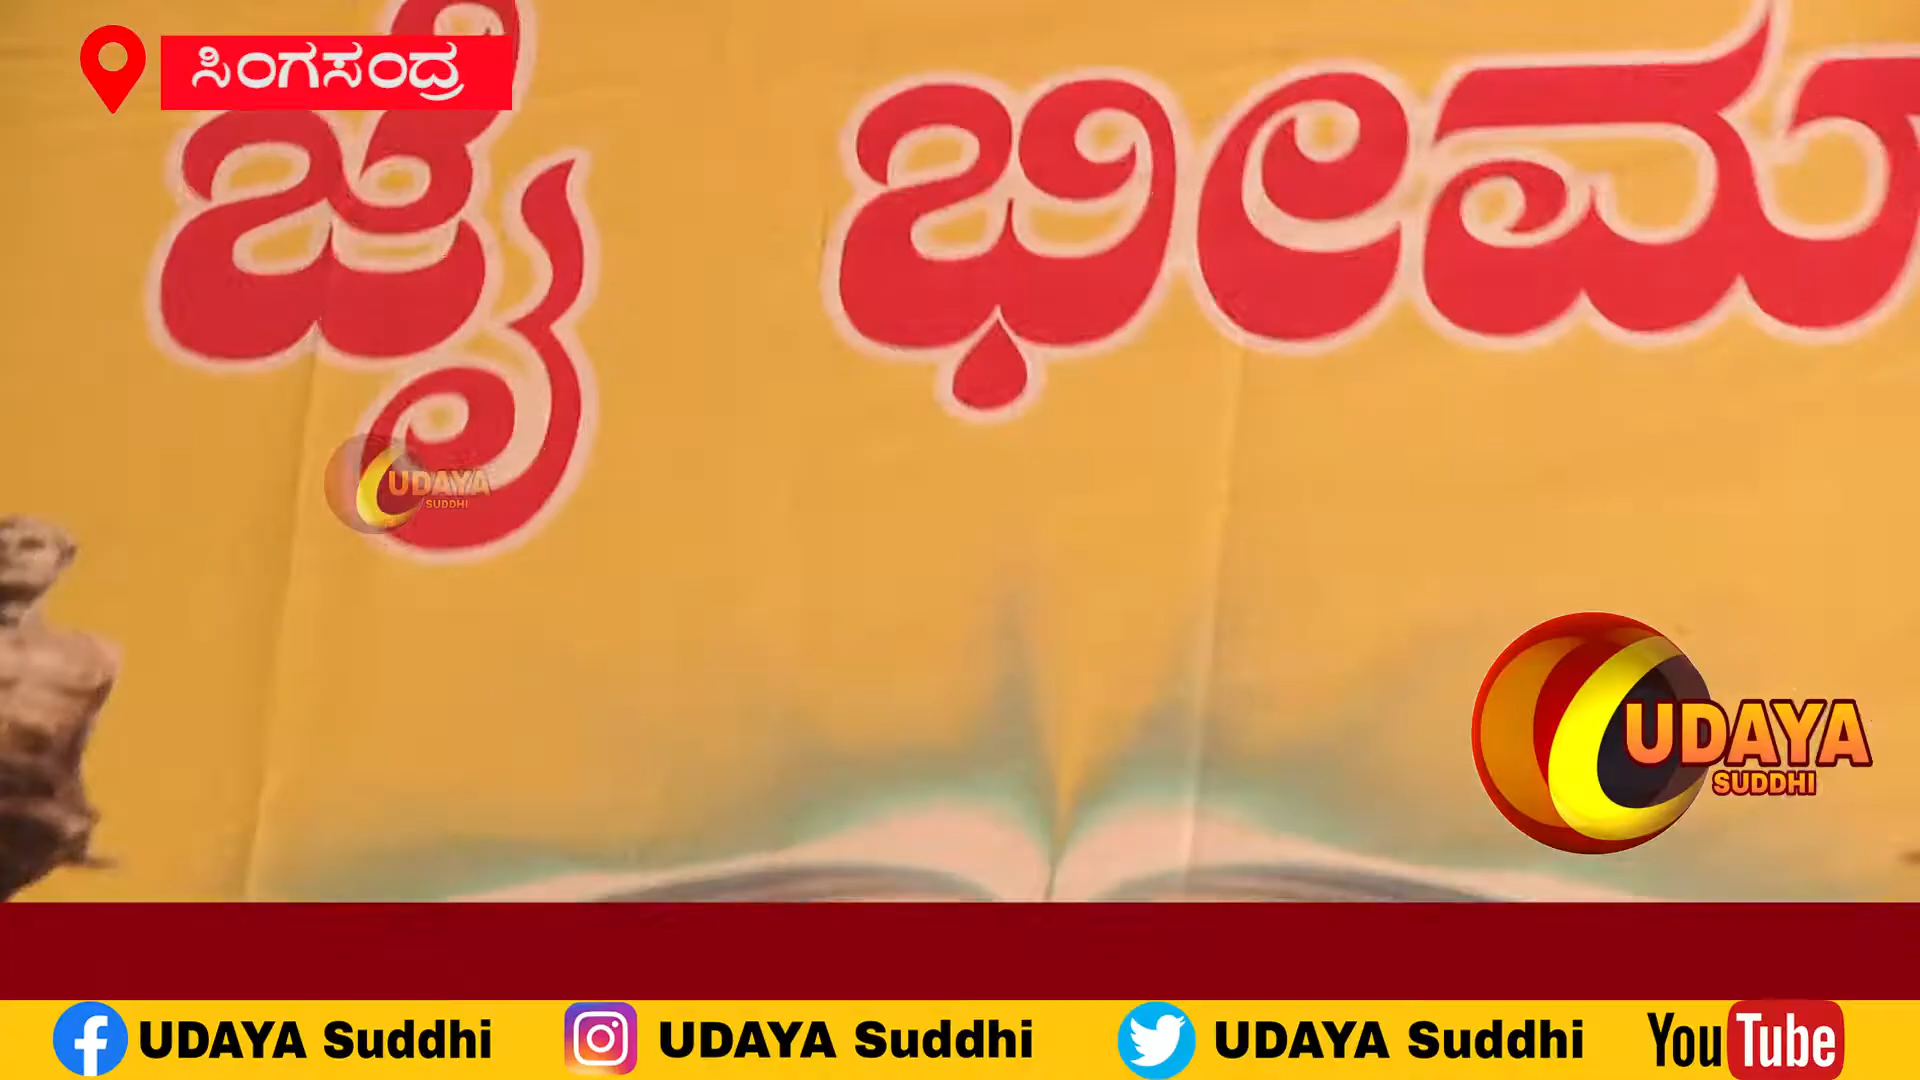 ಸಿಂಗಸಂದ್ರ
ಜೈ ಭೀಮ
UDAYA
SUDDHI
UDAYA
SUDDHI
UDAYA Suddhi UDAYA Suddhi UDAYA Suddhi YouTube